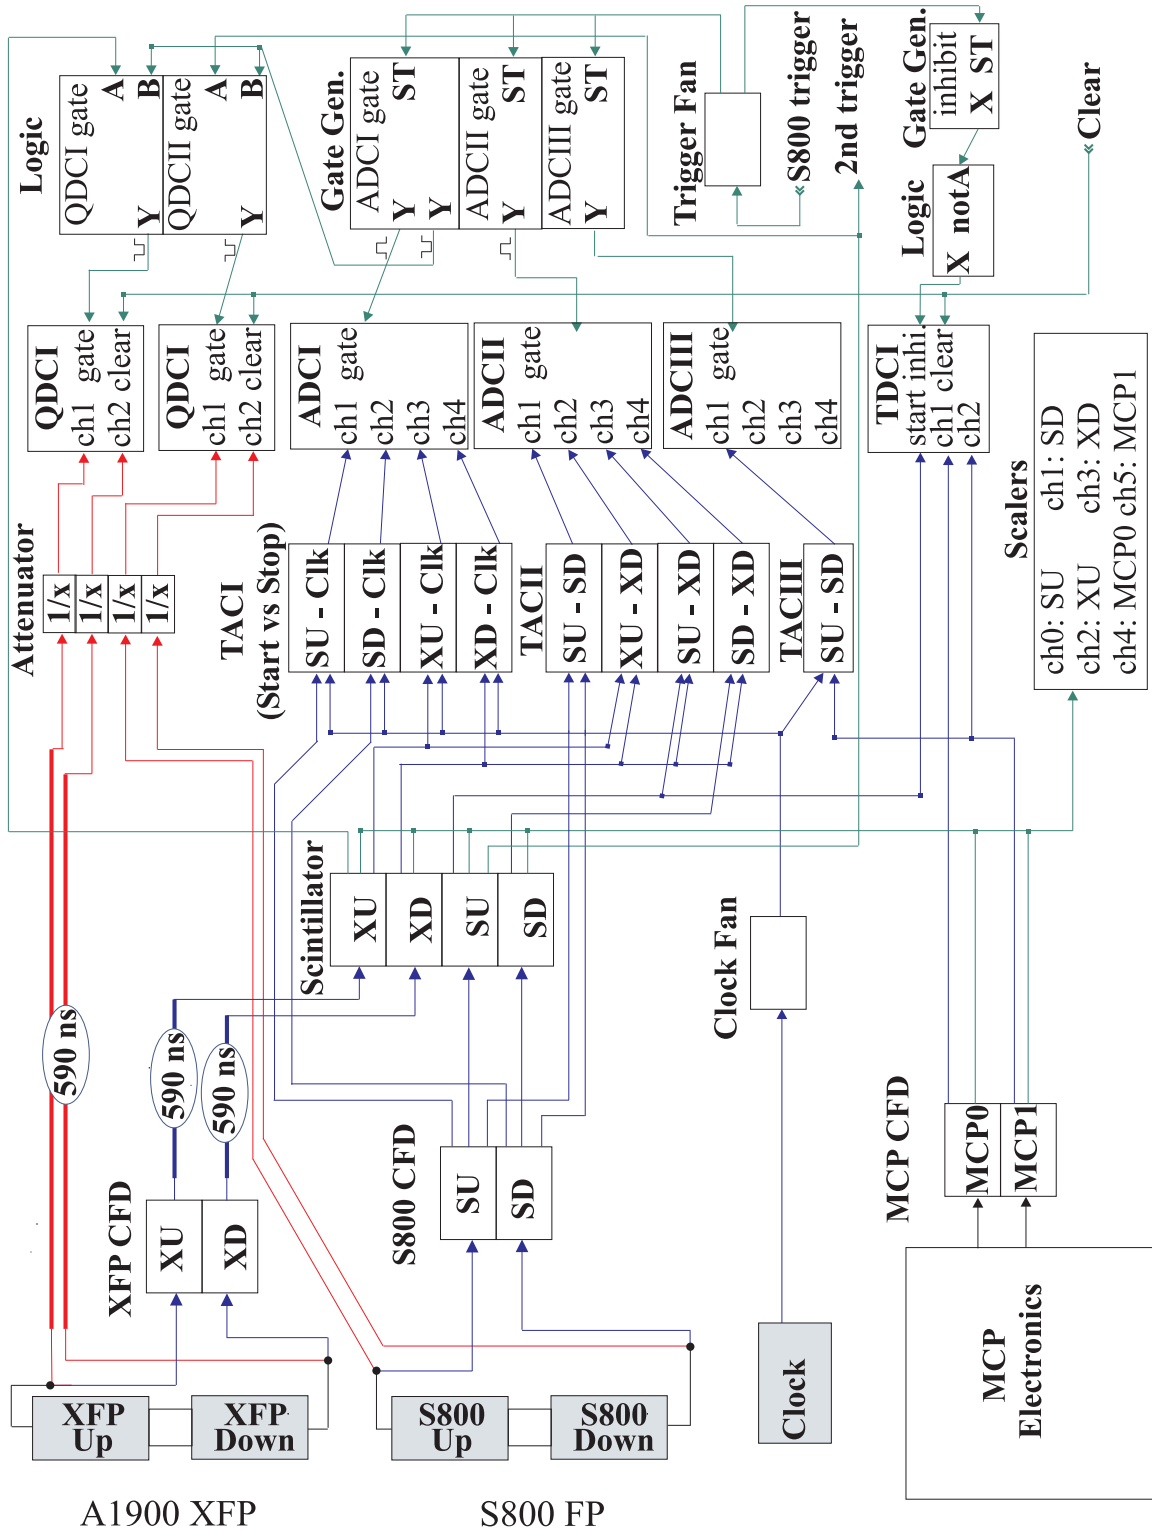 Logic
QDCI gate
A
B
Y
QDCII gate
A
B
Y
Gate Gen.
ADCI gate
ST
Y
Y
ADCII gate
ST
Y
ADCIII gate
ST
Y
Trigger Fan
S800 trigger
2nd trigger
Gate Gen.
inhibit
X ST
Logic
X notA
Clear
QDCI
ch1 gate
ch2 clear
QDCI
ch1 gate
ch2 clear
ADCI
ch1 gate
ch2
ch3
ch4
ADCII
ch1 gate
ch2
ch3
ch4
ADCIII
ch1 gate
ch2
ch3
ch4
TDCI
start inhi.
ch1 clear
ch2
Scalers
ch0: SU ch1: SD
ch2: XU ch3: XD
ch4: MCP0 ch5: MCP1
Attenuator
1/x
1/x
1/x
1/x
TACI
(Start vs Stop)
SU - Clk
SD - Clk
XU - Clk
XD - Clk
TACII
SU - SD
XU - XD
SU - XD
SD - XD
TACIII
SU - SD
Scintillator
XU
XD
SU
SD
Clock Fan
590 ns
590 ns
590 ns
XFP CFD
XU
XD
S800 CFD
SU
SD
MCP CFD
MCP0
MCP1
XFP
Up
XFP
Down
S800
Up
S800
Down
Clock
MCP
Electronics
A1900 XFP
S800 FP